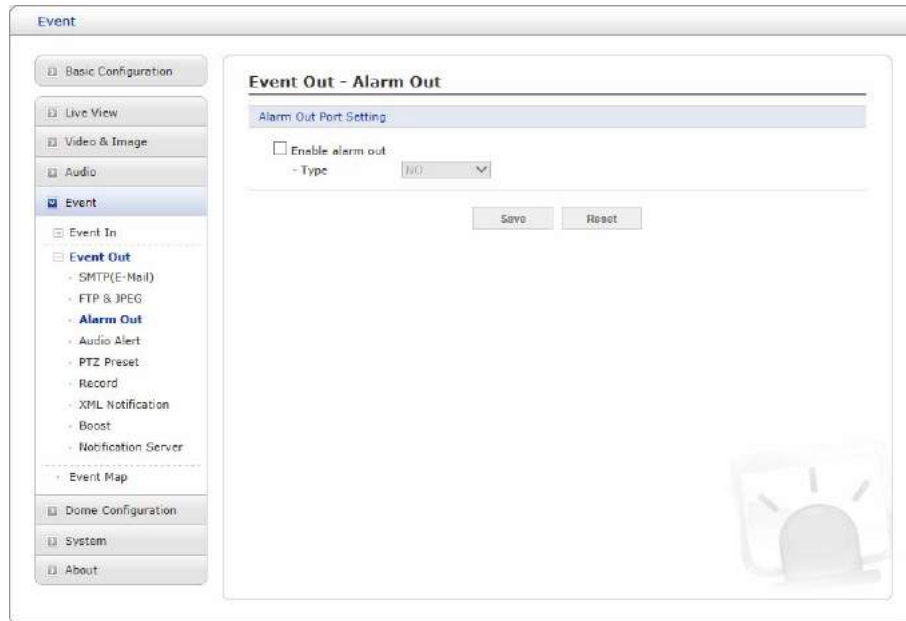 Event
Basic Configuration
Live View
Video & Image
Audio
Event
Event In
Event Out
SMTP(E-Mail)
FTP & JPEG
Alarm Out
Audio Alert
PTZ Preset
Record
XML Notification
Boost
Notification Server
Event Map
Dome Configuration
System
About
Event Out - Alarm Out
Alarm Out Port Setting
Enable alarm out
- Type NO
Save Reset